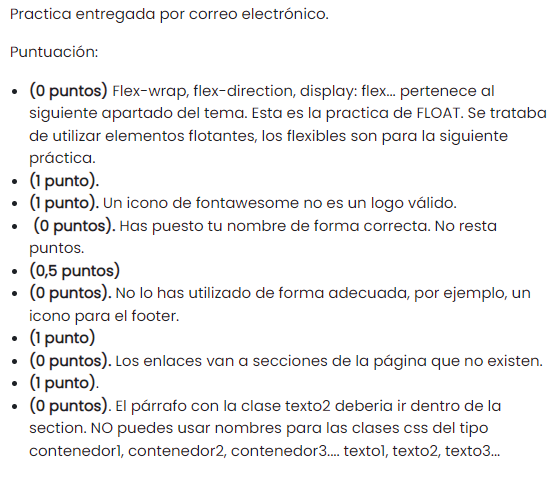 Practica entregada por correo electrónico.
Puntuación:
• (0 puntos) Flex-wrap, flex-direction, display: flex... pertenece al
siguiente apartado del tema. Esta es la practica de FLOAT. Se trataba
de utilizar elementos flotantes, los flexibles son para la siguiente
práctica.
• (1 punto).
• (1 punto). Un icono de fontawesome no es un logo válido.
• (0 puntos). Has puesto tu nombre de forma correcta. No resta
puntos.
• (0,5 puntos)
• (0 puntos). No lo has utilizado de forma adecuada, por ejemplo, un
icono para el footer.
• (1 punto)
• (0 puntos). Los enlaces van a secciones de la página que no existen.
• (1 punto).
• (0 puntos). El párrafo con la clase texto2 deberia ir dentro de la
section. NO puedes usar nombres para las clases css del tipo
contenedor1, contenedor2, contenedor3.... texto1, texto2, texto3...